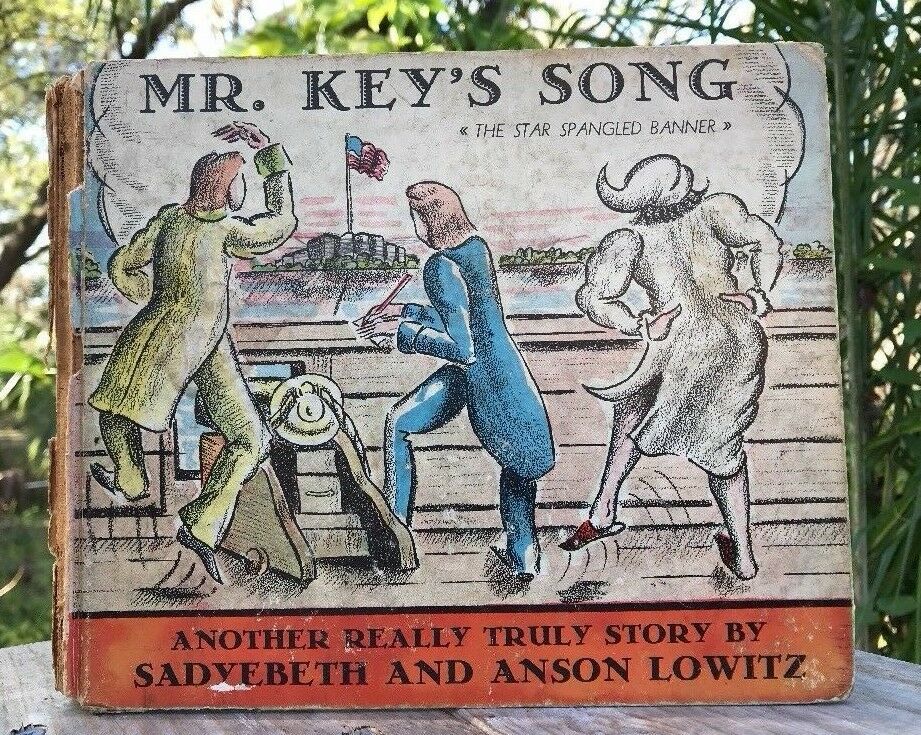 MR. KEY'S SONG
« THE STAR SPANGLED BANNER »
ANOTHER REALLY TRULY STORY BY
SADYEBETH AND ANSON LOWITZ